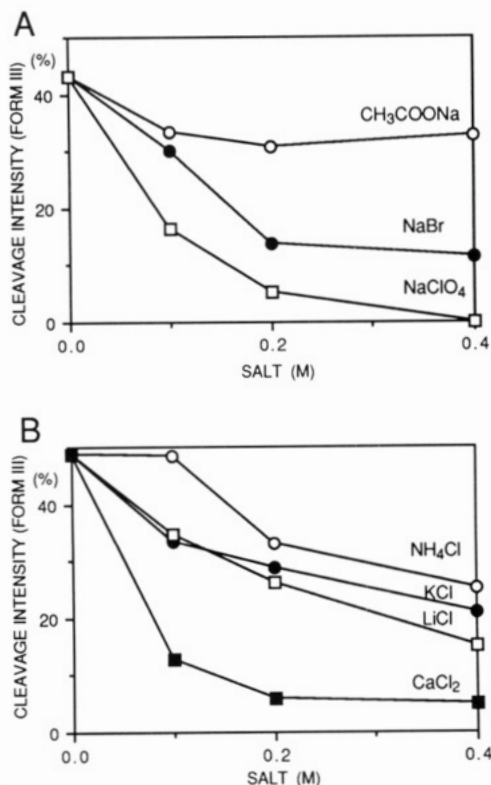 A
CLEAVAGE INTENSITY (FORM III)
(%)
40
20
0
CH₃COONa
NaBr
NaClO₄
0.0
0.2
0.4
SALT (M)
B
CLEAVAGE INTENSITY (FORM III)
(%)
40
20
0
NH₄Cl
KCl
LiCl
CaCl₂
0.0
0.2
0.4
SALT (M)